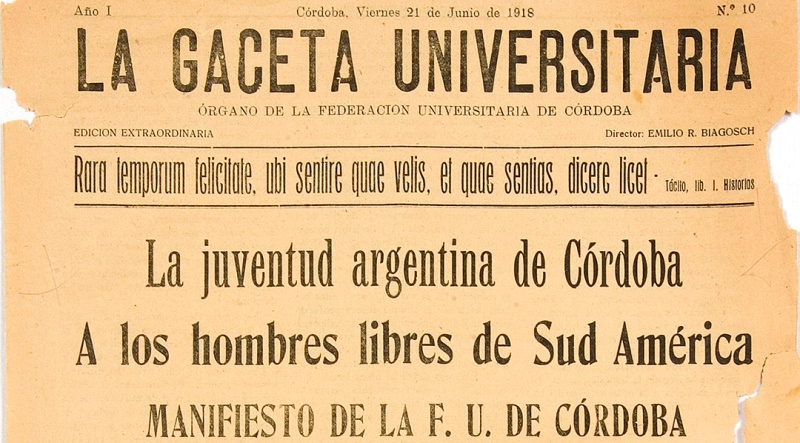 Año I Córdoba, Viernes 21 de Junio de 1918 N.º 10
LA GACETA UNIVERSITARIA
ÓRGANO DE LA FEDERACION UNIVERSITARIA DE CÓRDOBA
EDICION EXTRAORDINARIA Director: EMILIO R. BIAGOSCH
Rara temporum felicitate, ubi sentire quae velis, et quae sentias, dicere licet - Tácito, lib. I. Historias
La juventud argentina de Córdoba
A los hombres libres de Sud América
MANIFIESTO DE LA F. U. DE CÓRDOBA